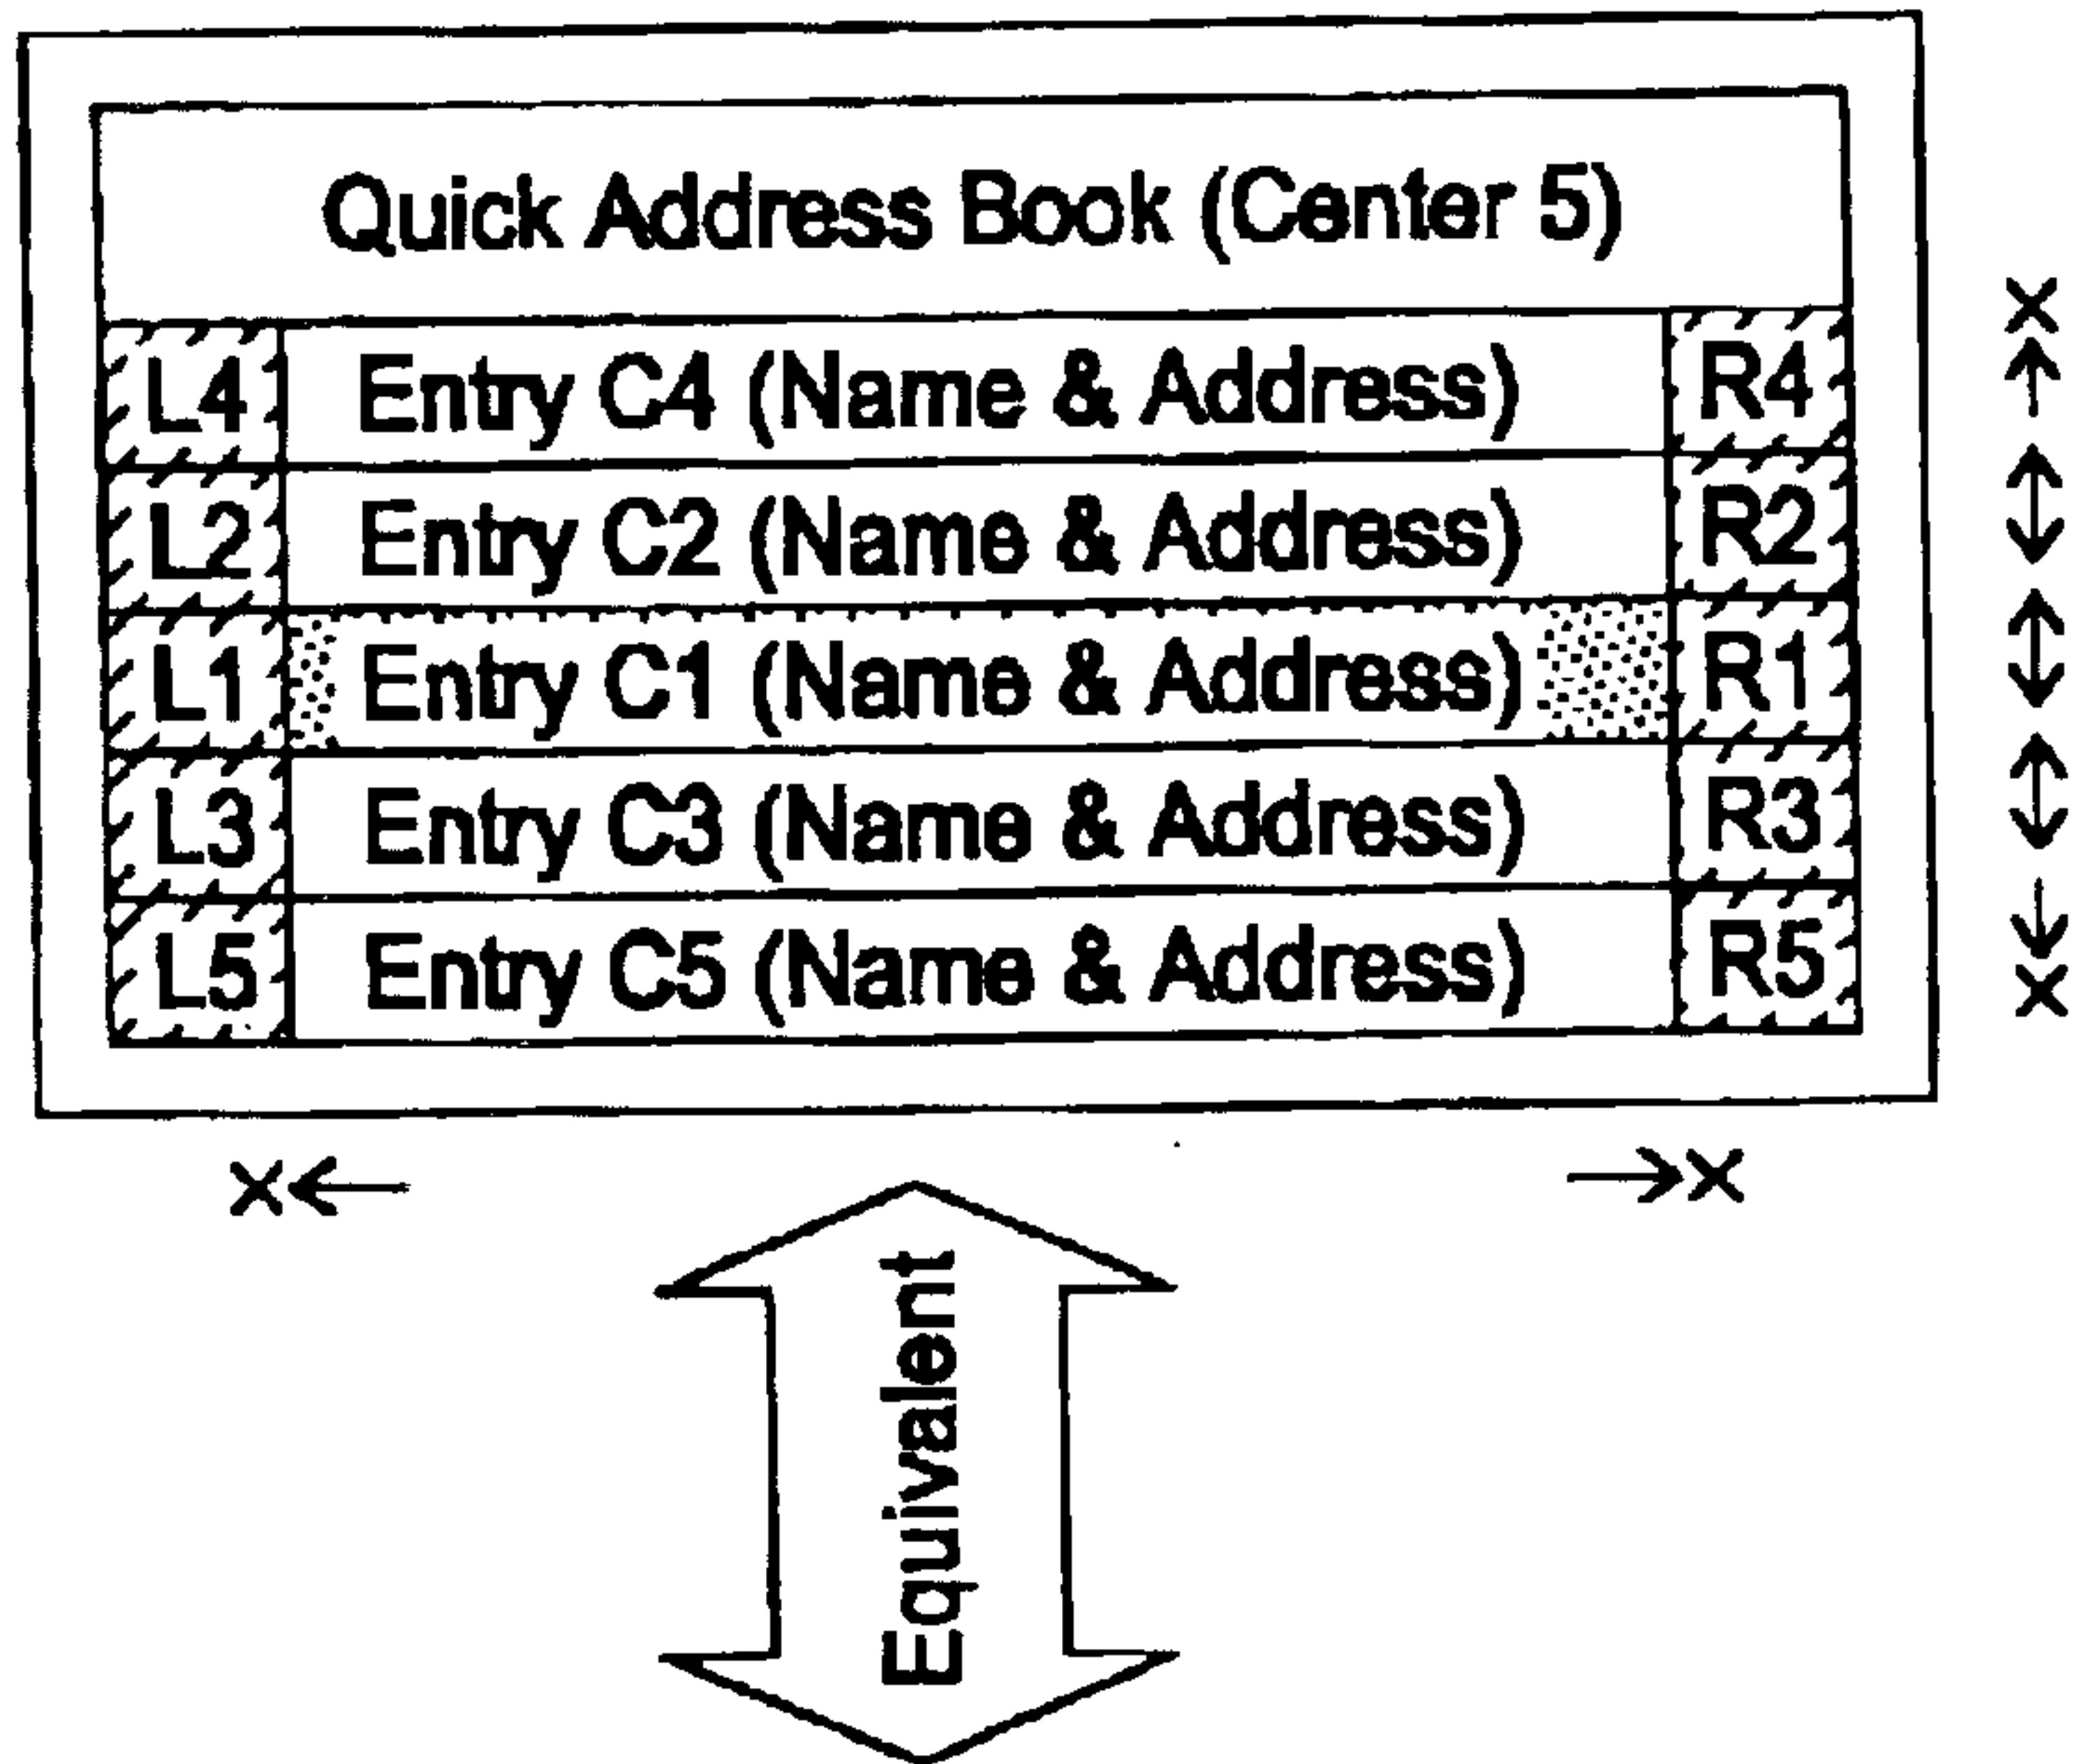 Quick Address Book (Center 5)
L4 Entry C4 (Name & Address) R4
L2 Entry C2 (Name & Address) R2
L1 Entry C1 (Name & Address) R1
L3 Entry C3 (Name & Address) R3
L5 Entry C5 (Name & Address) R5
Equivalent